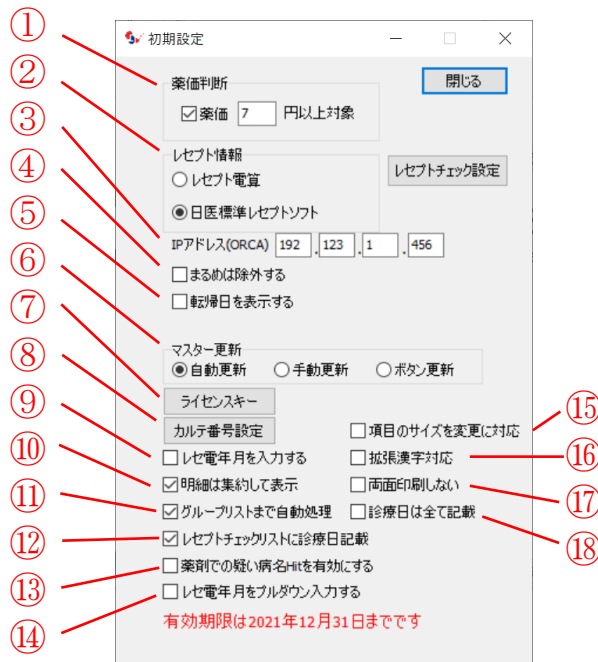 ①
初期設定
②
薬価判断
閉じる
薬価 7 円以上対象
③
レセプト情報
④
レセプト電算
レセプトチェック設定
⑤
日医標準レセプトソフト
IPアドレス(ORCA) 192 . 123 . 1 . 456
⑥
まるめは除外する
⑦
転帰日を表示する
⑧
マスター更新
自動更新 手動更新 ボタン更新
⑨
ライセンスキー
⑩
カルテ番号設定 項目のサイズを変更に対応 ⑮
レセ電年月を入力する 拡張漢字対応 ⑯
⑪
明細は集約して表示 両面印刷しない ⑰
グループリストまで自動処理 診療日は全て記載 ⑱
⑫
レセプトチェックリストに診療日記載
⑬
薬剤での疑い病名Hitを有効にする
⑭
レセ電年月をプルダウン入力する
有効期限は2021年12月31日までです